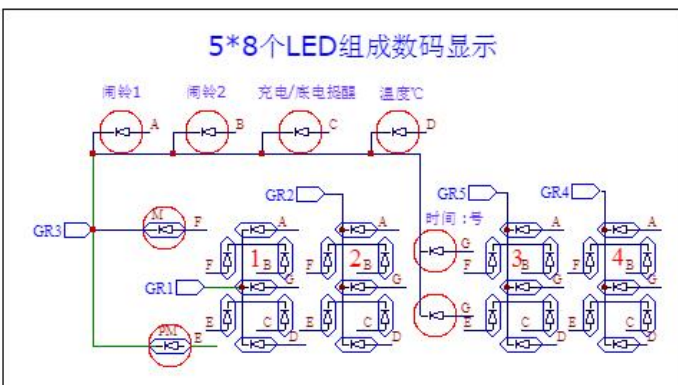 5*8个LED组成数码显示
闹铃1 闹铃2 充电/底电提醒 温度℃
A B C D
GR2 GR5 GR4
时间:号
GR3 M F A A G A A
1 2 3 4
F B F B F B F B
GR1 G G G G
E E G E E
PM E C D C D C D C D